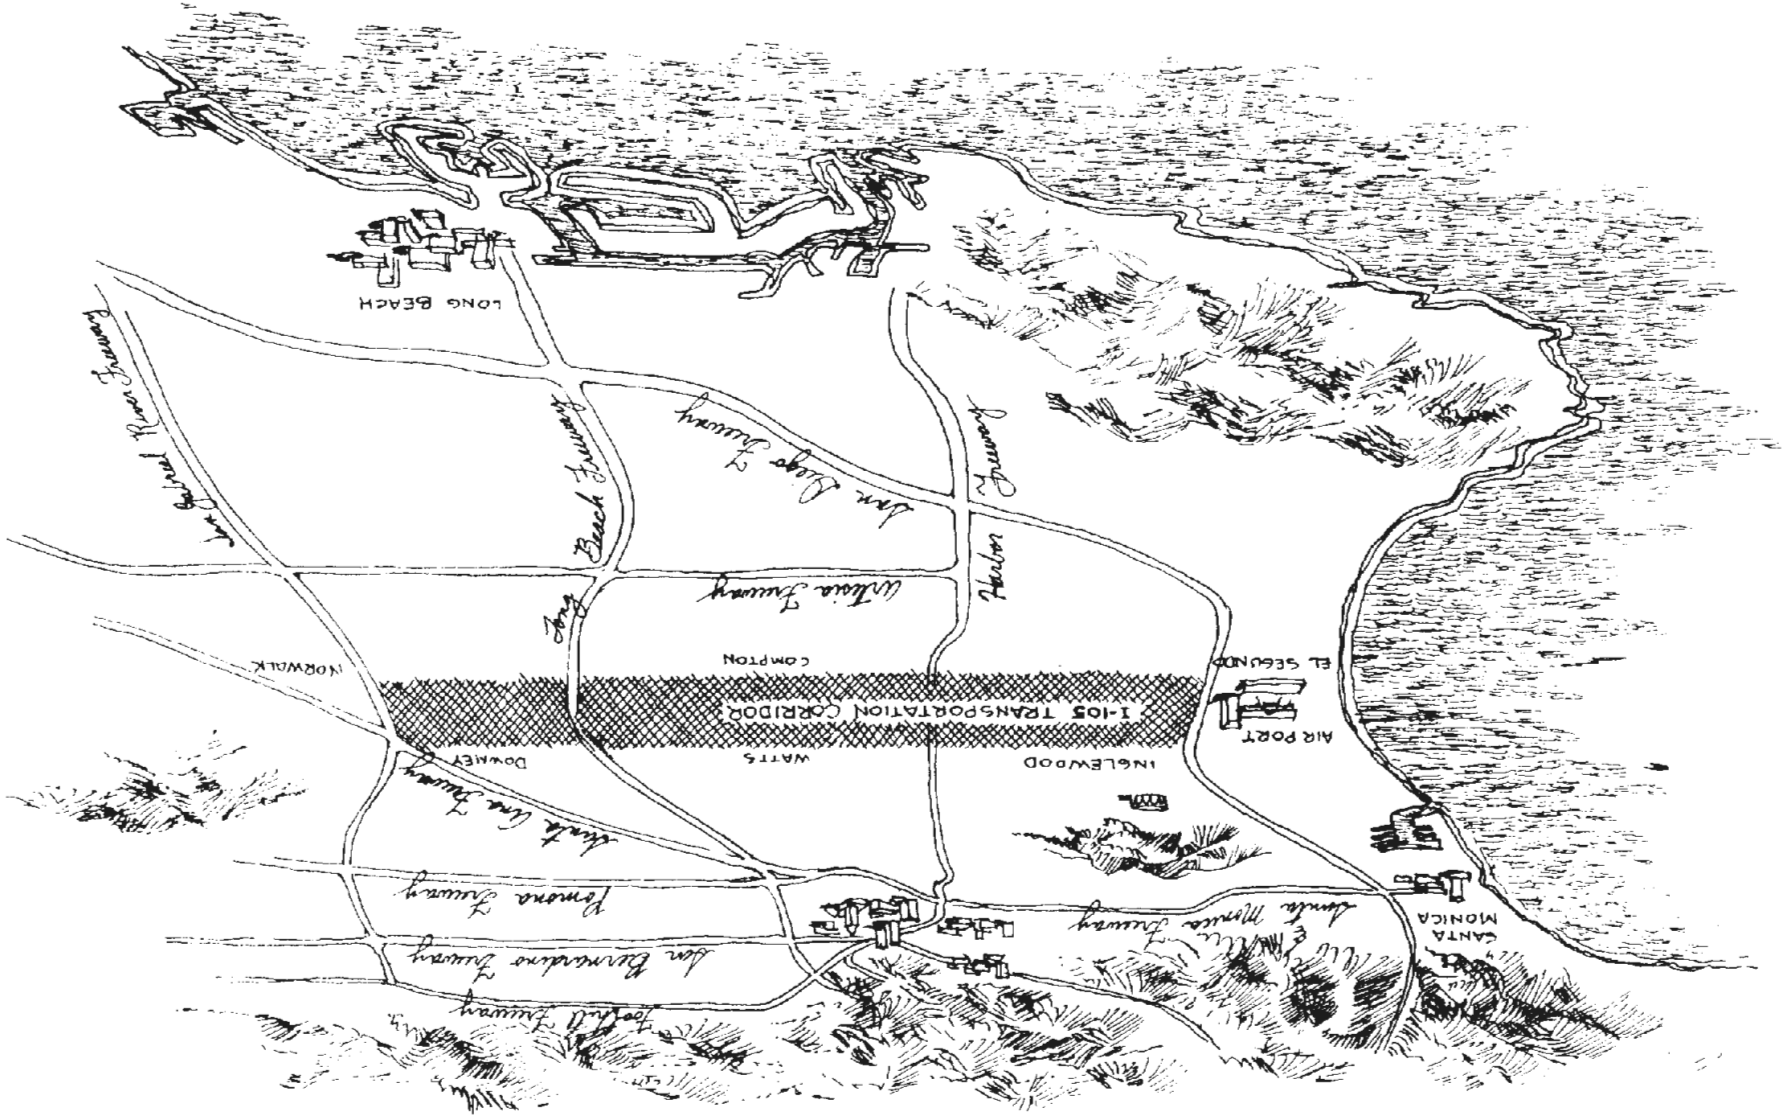 Foothill Freeway
San Bernardino Freeway
SANTA
MONICA
Santa Monica Freeway
Pomona Freeway
Santa Ana Freeway
INGLEWOOD
WATTS
DOWNEY
AIRPORT
I-105 TRANSPORTATION CORRIDOR
EL SEGUNDO
COMPTON
NORWALK
Artesia Freeway
Harbor Freeway
Long Beach Freeway
San Diego Freeway
San Gabriel River Freeway
LONG BEACH